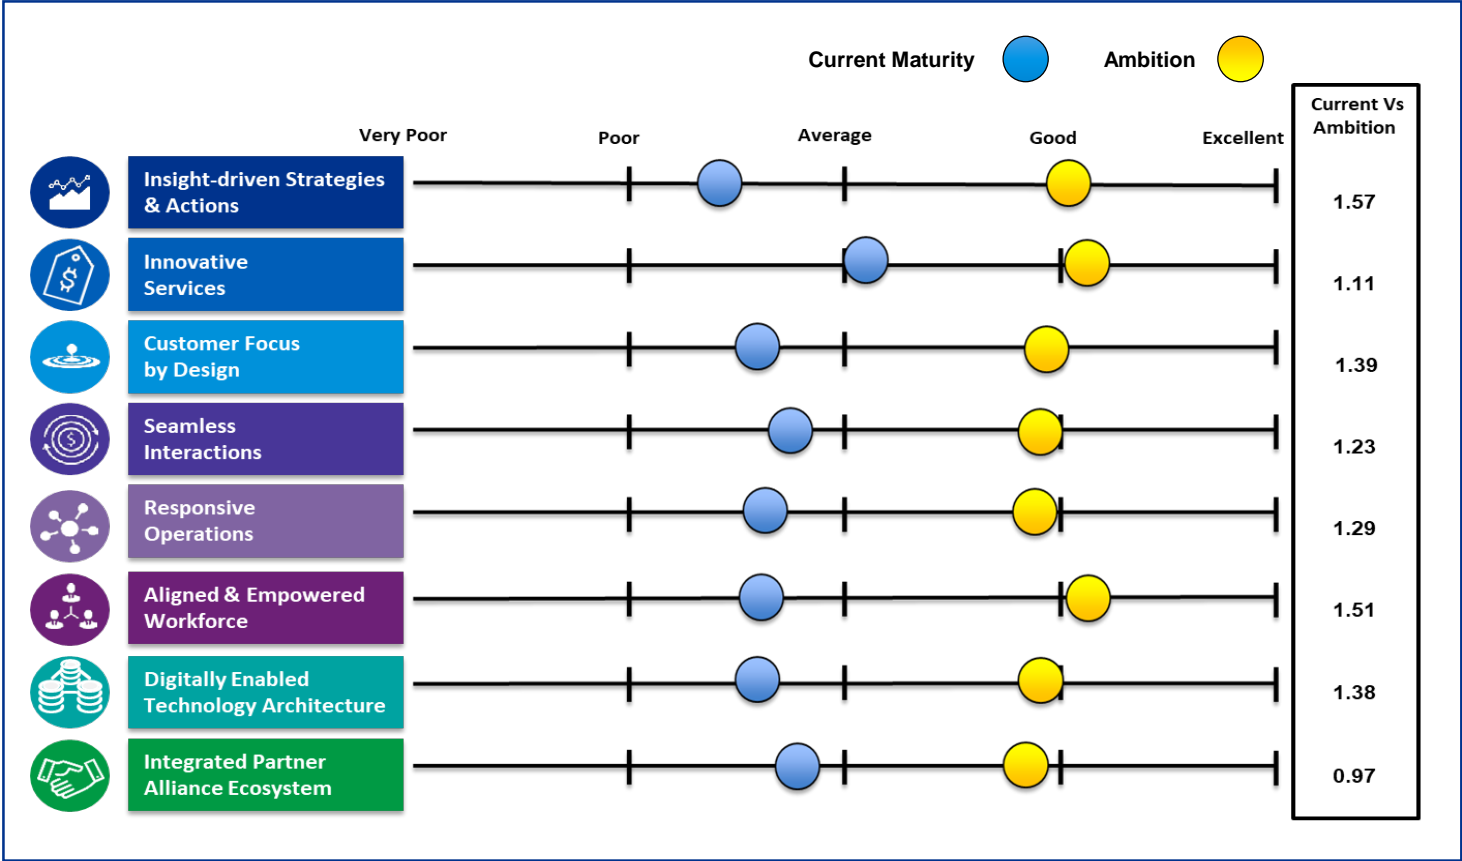 Current Maturity
Ambition
Current Vs
Ambition
Very Poor
Poor
Average
Good
Excellent
Insight-driven Strategies
& Actions
1.57
Innovative
Services
1.11
Customer Focus
by Design
1.39
Seamless
Interactions
1.23
Responsive
Operations
1.29
Aligned & Empowered
Workforce
1.51
Digitally Enabled
Technology Architecture
1.38
Integrated Partner
Alliance Ecosystem
0.97